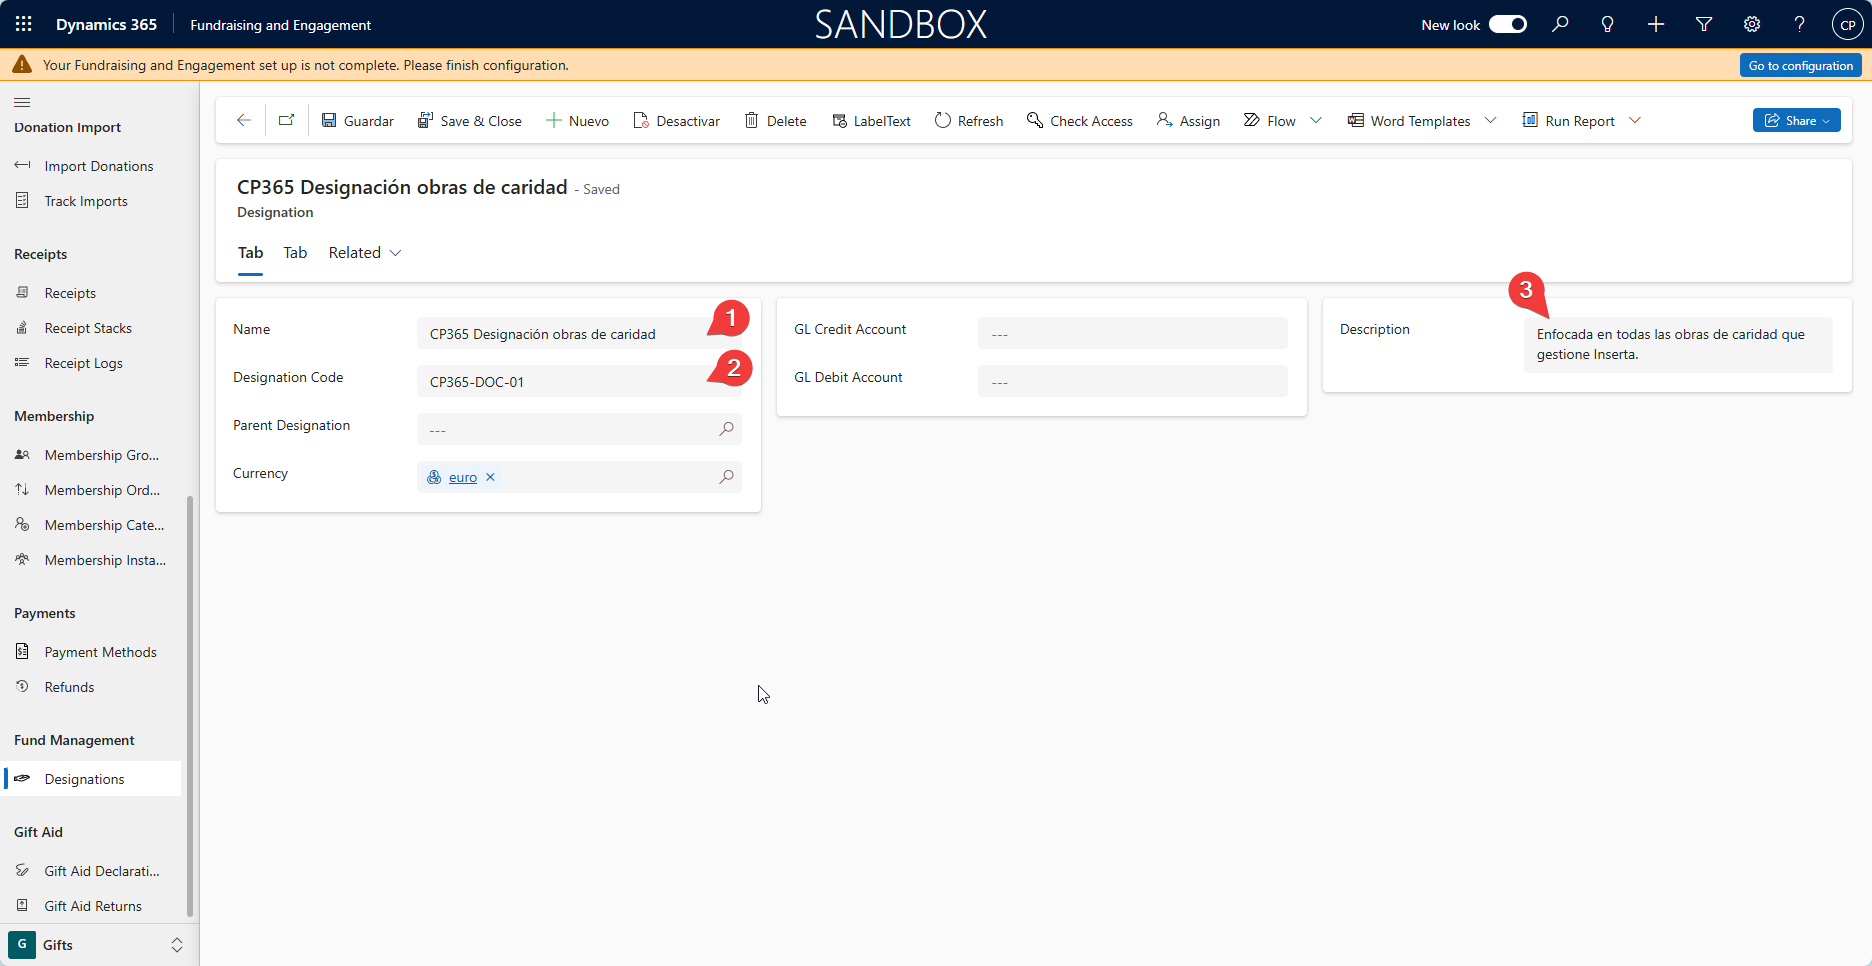 Dynamics 365
Fundraising and Engagement
SANDBOX
New look
CP
Your Fundraising and Engagement set up is not complete. Please finish configuration.
Go to configuration
Donation Import
Import Donations
Track Imports
Receipts
Receipts
Receipt Stacks
Receipt Logs
Membership
Membership Gro...
Membership Ord...
Membership Cate...
Membership Insta...
Payments
Payment Methods
Refunds
Fund Management
Designations
Gift Aid
Gift Aid Declarati...
Gift Aid Returns
G
Gifts
Guardar
Save & Close
Nuevo
Desactivar
Delete
LabelText
Refresh
Check Access
Assign
Flow
Word Templates
Run Report
Share
CP365 Designación obras de caridad - Saved
Designation
Tab
Tab
Related
Name
CP365 Designación obras de caridad
1
Designation Code
CP365-DOC-01
2
Parent Designation
---
Currency
euro
GL Credit Account
---
GL Debit Account
---
3
Description
Enfocada en todas las obras de caridad que
gestione Inserta.